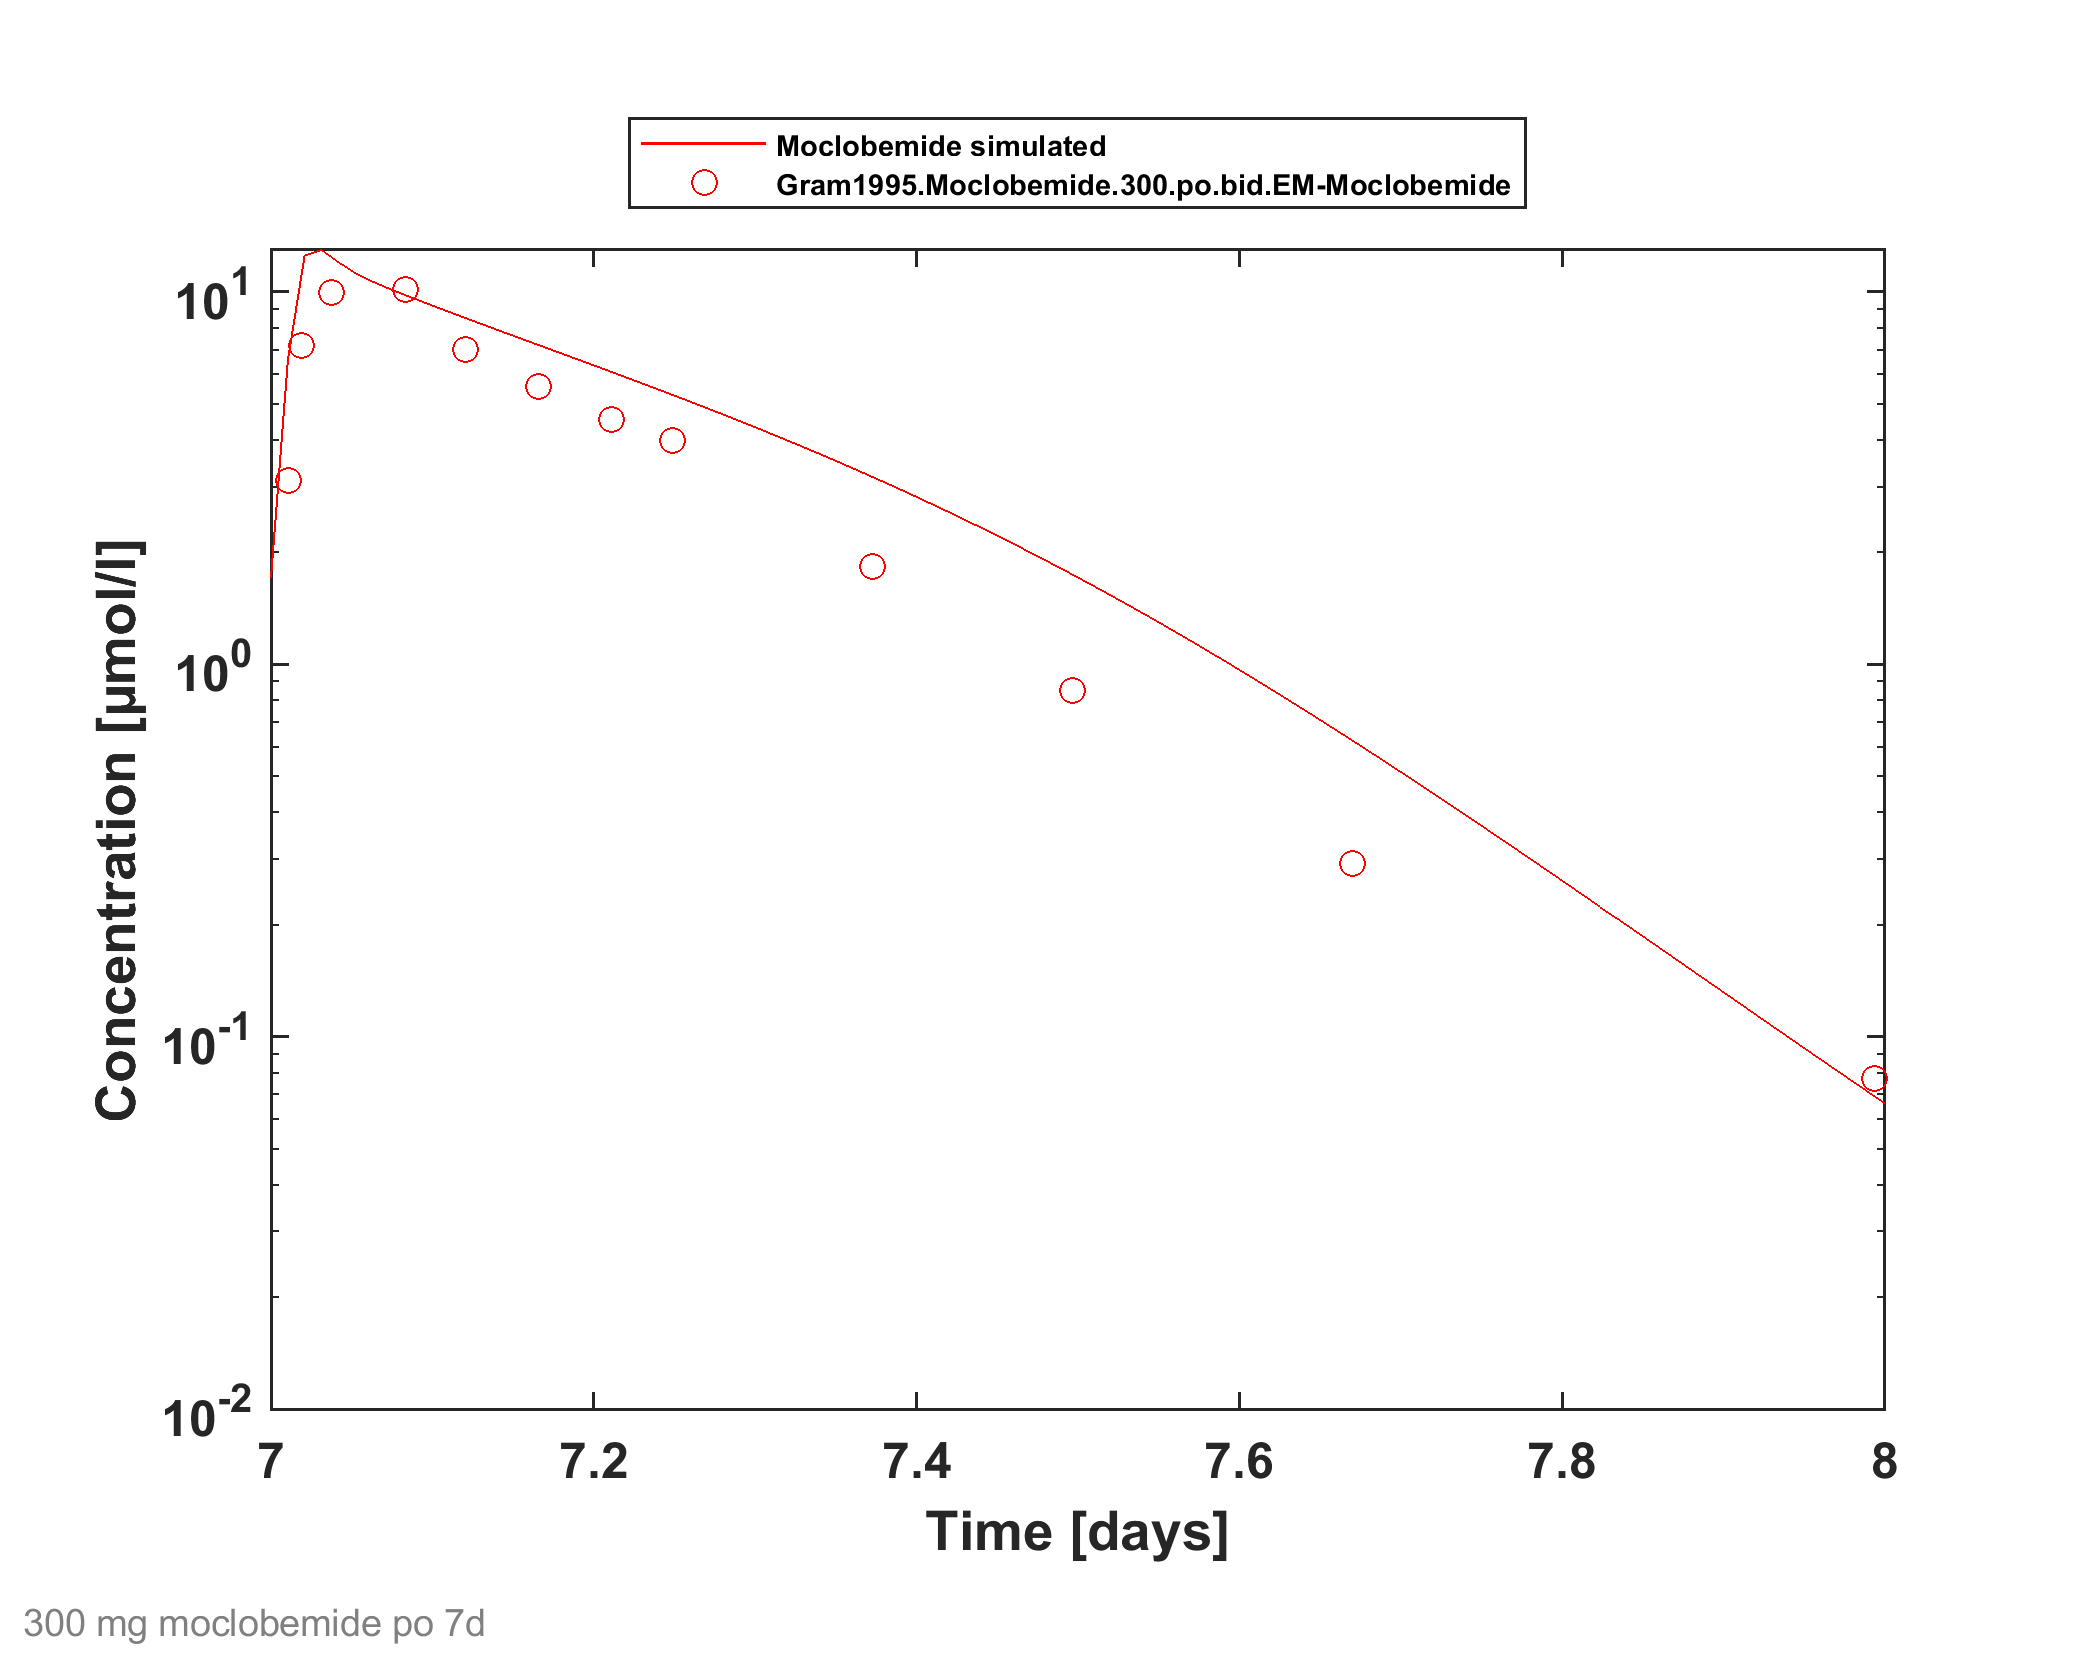 Moclobemide simulated
Gram1995.Moclobemide.300.po.bid.EM-Moclobemide
10^1
10^0
10^-1
10^-2
Concentration [µmol/l]
7 7.2 7.4 7.6 7.8 8
Time [days]
300 mg moclobemide po 7d